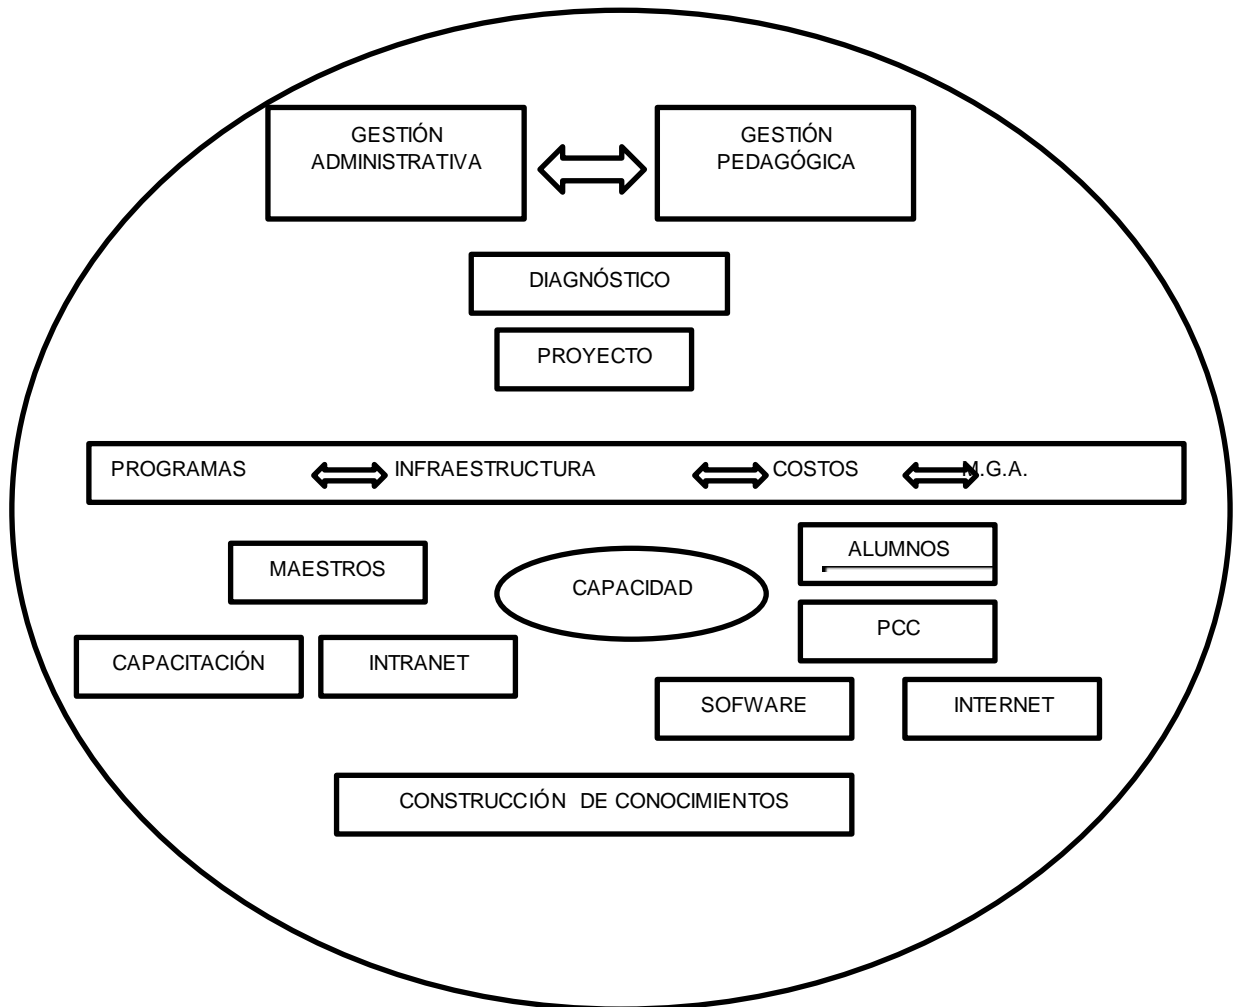 GESTIÓN
ADMINISTRATIVA
GESTIÓN
PEDAGÓGICA
DIAGNÓSTICO
PROYECTO
PROGRAMAS INFRAESTRUCTURA COSTOS M.G.A.
MAESTROS
CAPACIDAD
ALUMNOS
PCC
CAPACITACIÓN
INTRANET
SOFWARE
INTERNET
CONSTRUCCIÓN DE CONOCIMIENTOS